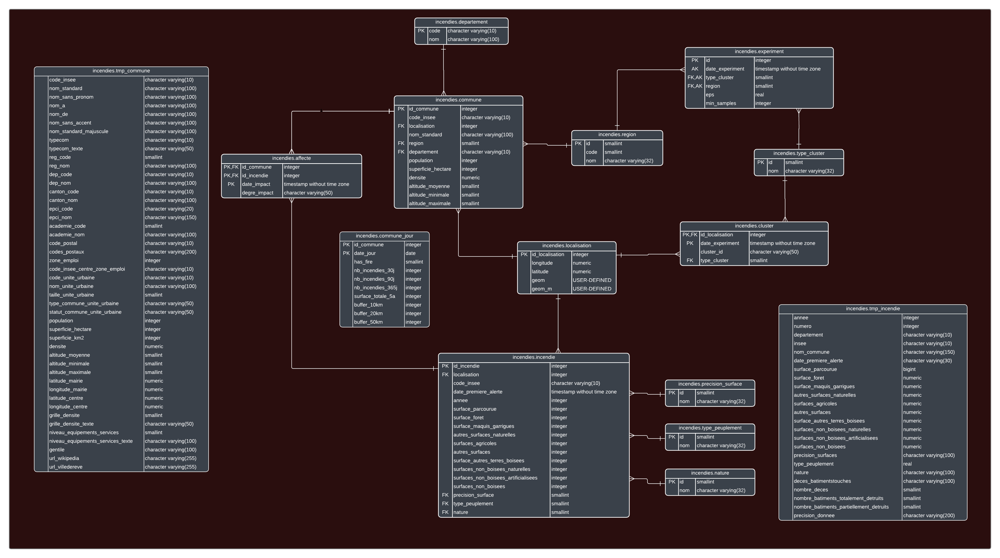 incendies.departement
PK code character varying(10)
nom character varying(100)
incendies.experiment
PK id integer
AK date_experiment timestamp without time zone
FK,AK type_cluster smallint
FK,AK region smallint
eps real
min_samples integer
incendies.tmp_commune
code_insee character varying(10)
nom_standard character varying(100)
nom_sans_pronom character varying(100)
nom_a character varying(100)
nom_de character varying(100)
nom_sans_accent character varying(100)
nom_standard_majuscule character varying(100)
typecom character varying(10)
typecom_texte character varying(50)
reg_code smallint
reg_nom character varying(100)
dep_code character varying(10)
dep_nom character varying(100)
canton_code character varying(10)
canton_nom character varying(100)
epci_code character varying(20)
epci_nom character varying(150)
academie_code smallint
academie_nom character varying(100)
code_postal character varying(10)
codes_postaux character varying(200)
zone_emploi integer
code_insee_centre_zone_emploi character varying(10)
code_unite_urbaine character varying(10)
nom_unite_urbaine character varying(100)
taille_unite_urbaine smallint
type_commune_unite_urbaine character varying(50)
statut_commune_unite_urbaine character varying(50)
population integer
superficie_hectare integer
superficie_km2 integer
densite numeric
altitude_moyenne smallint
altitude_minimale smallint
altitude_maximale smallint
latitude_mairie numeric
longitude_mairie numeric
latitude_centre numeric
longitude_centre numeric
grille_densite smallint
grille_densite_texte character varying(50)
niveau_equipements_services smallint
niveau_equipements_services_texte character varying(100)
gentile character varying(100)
url_wikipedia character varying(255)
url_villedereve character varying(255)
incendies.commune
PK id_commune integer
code_insee character varying(10)
FK localisation integer
nom_standard character varying(100)
FK region smallint
FK departement character varying(10)
population integer
superficie_hectare integer
densite numeric
altitude_moyenne smallint
altitude_minimale smallint
altitude_maximale smallint
incendies.region
PK id smallint
code smallint
nom character varying(32)
incendies.type_cluster
PK id smallint
nom character varying(32)
incendies.affecte
PK,FK id_commune integer
PK,FK id_incendie integer
PK date_impact timestamp without time zone
degre_impact character varying(50)
incendies.cluster
PK,FK id_localisation integer
PK date_experiment timestamp without time zone
cluster_id character varying(50)
FK type_cluster smallint
incendies.commune_jour
PK id_commune integer
PK date_jour date
has_fire smallint
nb_incendies_30j integer
nb_incendies_90j integer
nb_incendies_365j integer
surface_totale_5a integer
buffer_10km integer
buffer_20km integer
buffer_50km integer
incendies.localisation
PK id_localisation integer
longitude numeric
latitude numeric
geom USER-DEFINED
geom_m USER-DEFINED
incendies.incendie
PK id_incendie integer
FK localisation integer
code_insee character varying(10)
date_premiere_alerte timestamp without time zone
annee integer
surface_parcourue integer
surface_foret integer
surface_maquis_garrigues integer
autres_surfaces_naturelles integer
surfaces_agricoles integer
autres_surfaces integer
surface_autres_terres_boisees integer
surfaces_non_boisees_naturelles integer
surfaces_non_boisees_artificialisees integer
surfaces_non_boisees integer
FK precision_surface smallint
FK type_peuplement smallint
FK nature smallint
incendies.precision_surface
PK id smallint
nom character varying(32)
incendies.type_peuplement
PK id smallint
nom character varying(32)
incendies.nature
PK id smallint
nom character varying(32)
incendies.tmp_incendie
annee integer
numero integer
departement character varying(10)
insee character varying(10)
nom_commune character varying(150)
date_premiere_alerte character varying(30)
surface_parcourue bigint
surface_foret numeric
surface_maquis_garrigues numeric
autres_surfaces_naturelles numeric
surfaces_agricoles numeric
autres_surfaces numeric
surface_autres_terres_boisees numeric
surfaces_non_boisees_naturelles numeric
surfaces_non_boisees_artificialisees numeric
surfaces_non_boisees numeric
precision_surfaces character varying(100)
type_peuplement real
nature character varying(100)
deces_batimentstouches character varying(100)
nombre_deces smallint
nombre_batiments_totalement_detruits smallint
nombre_batiments_partiellement_detruits smallint
precision_donnee character varying(200)